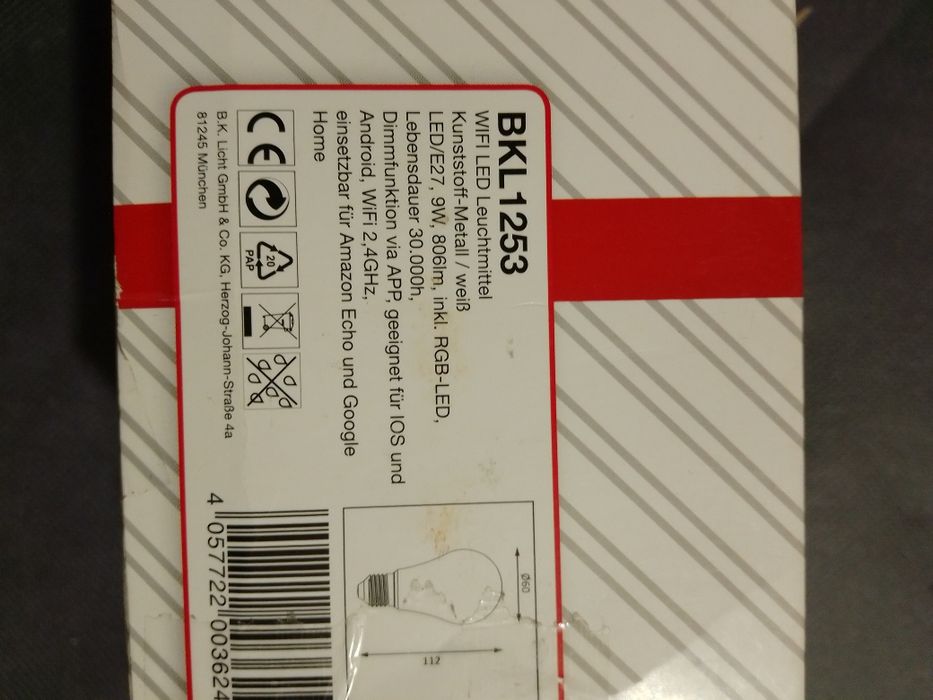 BKL1253
WIFI LED Leuchtmittel
Kunststoff-Metall / weiß
LED/E27, 9W, 806lm, inkl. RGB-LED,
Lebensdauer 30.000h,
Dimmfunktion via APP, geeignet für IOS und
Android, WiFi 2,4GHz,
einsetzbar für Amazon Echo und Google
Home
CE
20
PAP
B.K. Licht GmbH & Co. KG, Herzog-Johann-Straße 4a
81245 München
Ø60
112
4 057722 003624